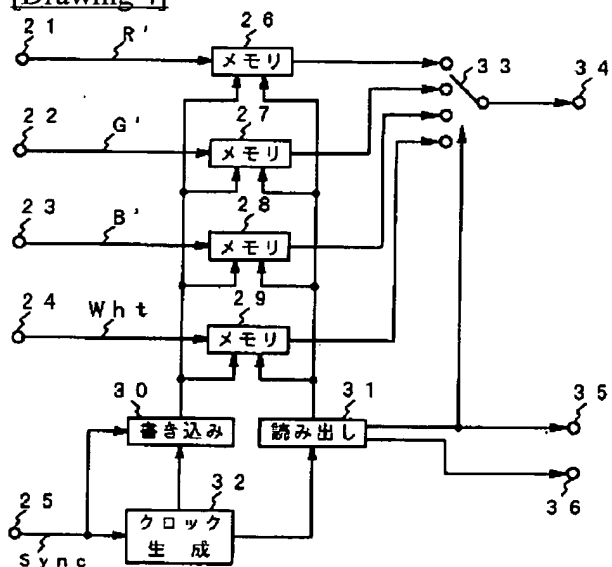 [Drawing 4]
21
R'
26
メモリ
33
34
22
G'
27
メモリ
23
B'
28
メモリ
24
Wht
29
メモリ
30
書き込み
31
読み出し
35
36
25
Sync
32
クロック
生成